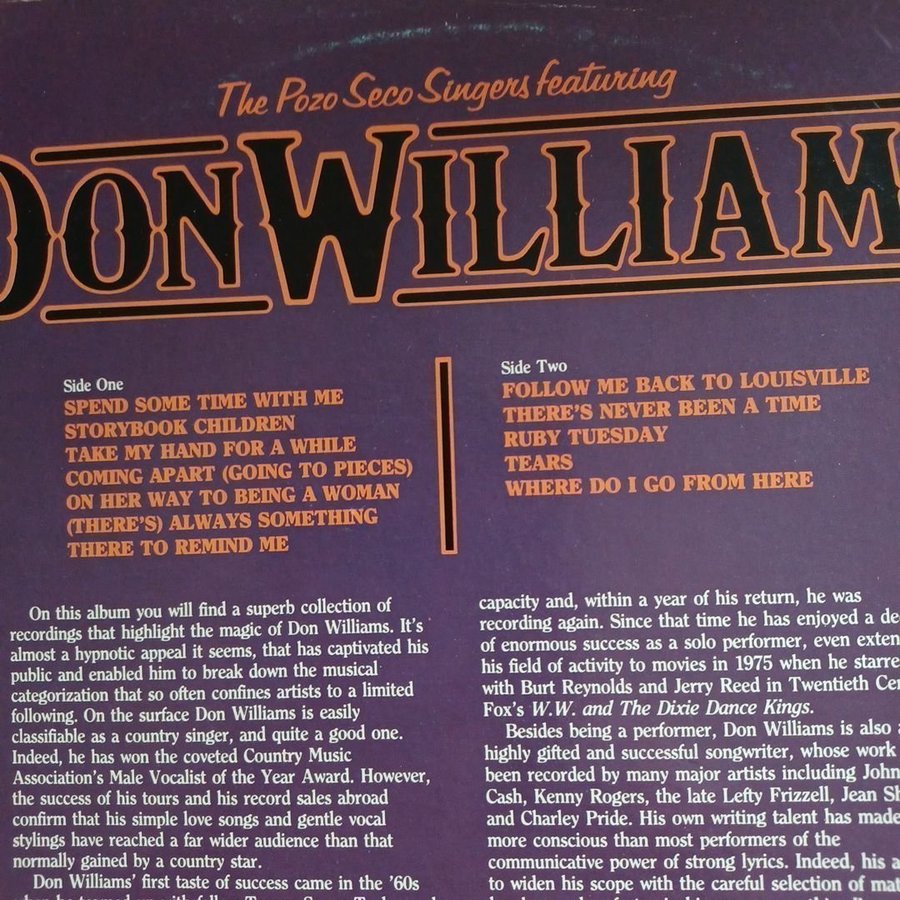 The Pozo Seco Singers featuring
DON WILLIAM
Side One
SPEND SOME TIME WITH ME
STORYBOOK CHILDREN
TAKE MY HAND FOR A WHILE
COMING APART (GOING TO PIECES)
ON HER WAY TO BEING A WOMAN
(THERE'S) ALWAYS SOMETHING
THERE TO REMIND ME
Side Two
FOLLOW ME BACK TO LOUISVILLE
THERE'S NEVER BEEN A TIME
RUBY TUESDAY
TEARS
WHERE DO I GO FROM HERE
On this album you will find a superb collection of
recordings that highlight the magic of Don Williams. It's
almost a hypnotic appeal it seems, that has captivated his
public and enabled him to break down the musical
categorization that so often confines artists to a limited
following. On the surface Don Williams is easily
classifiable as a country singer, and quite a good one.
Indeed, he has won the coveted Country Music
Association's Male Vocalist of the Year Award. However,
the success of his tours and his record sales abroad
confirm that his simple love songs and gentle vocal
stylings have reached a far wider audience than that
normally gained by a country star.
Don Williams' first taste of success came in the '60s
capacity and, within a year of his return, he was
recording again. Since that time he has enjoyed a de
of enormous success as a solo performer, even exten
his field of activity to movies in 1975 when he starre
with Burt Reynolds and Jerry Reed in Twentieth Cen
Fox's W.W. and The Dixie Dance Kings.
Besides being a performer, Don Williams is also a
highly gifted and successful songwriter, whose work
been recorded by many major artists including John
Cash, Kenny Rogers, the late Lefty Frizzell, Jean Sh
and Charley Pride. His own writing talent has made
more conscious than most performers of the
communicative power of strong lyrics. Indeed, his a
to widen his scope with the careful selection of mat